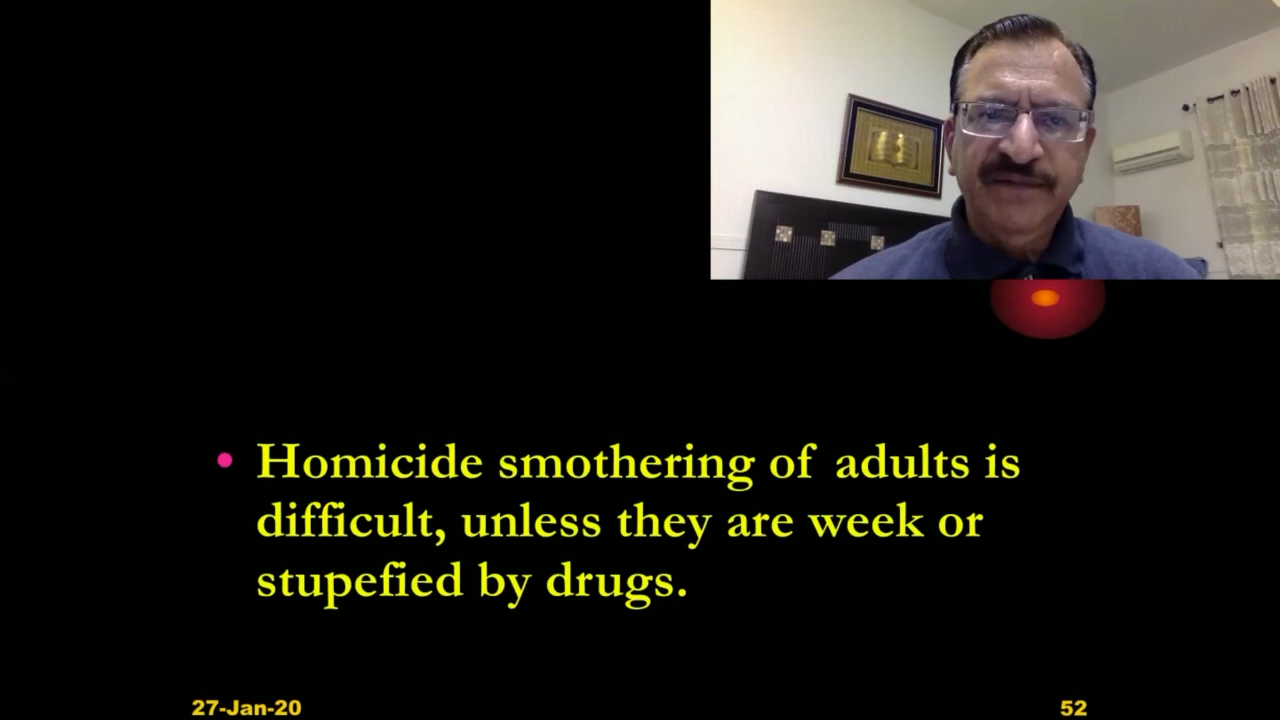 • Homicide smothering of adults is
difficult, unless they are week or
stupefied by drugs.
27-Jan-20
52